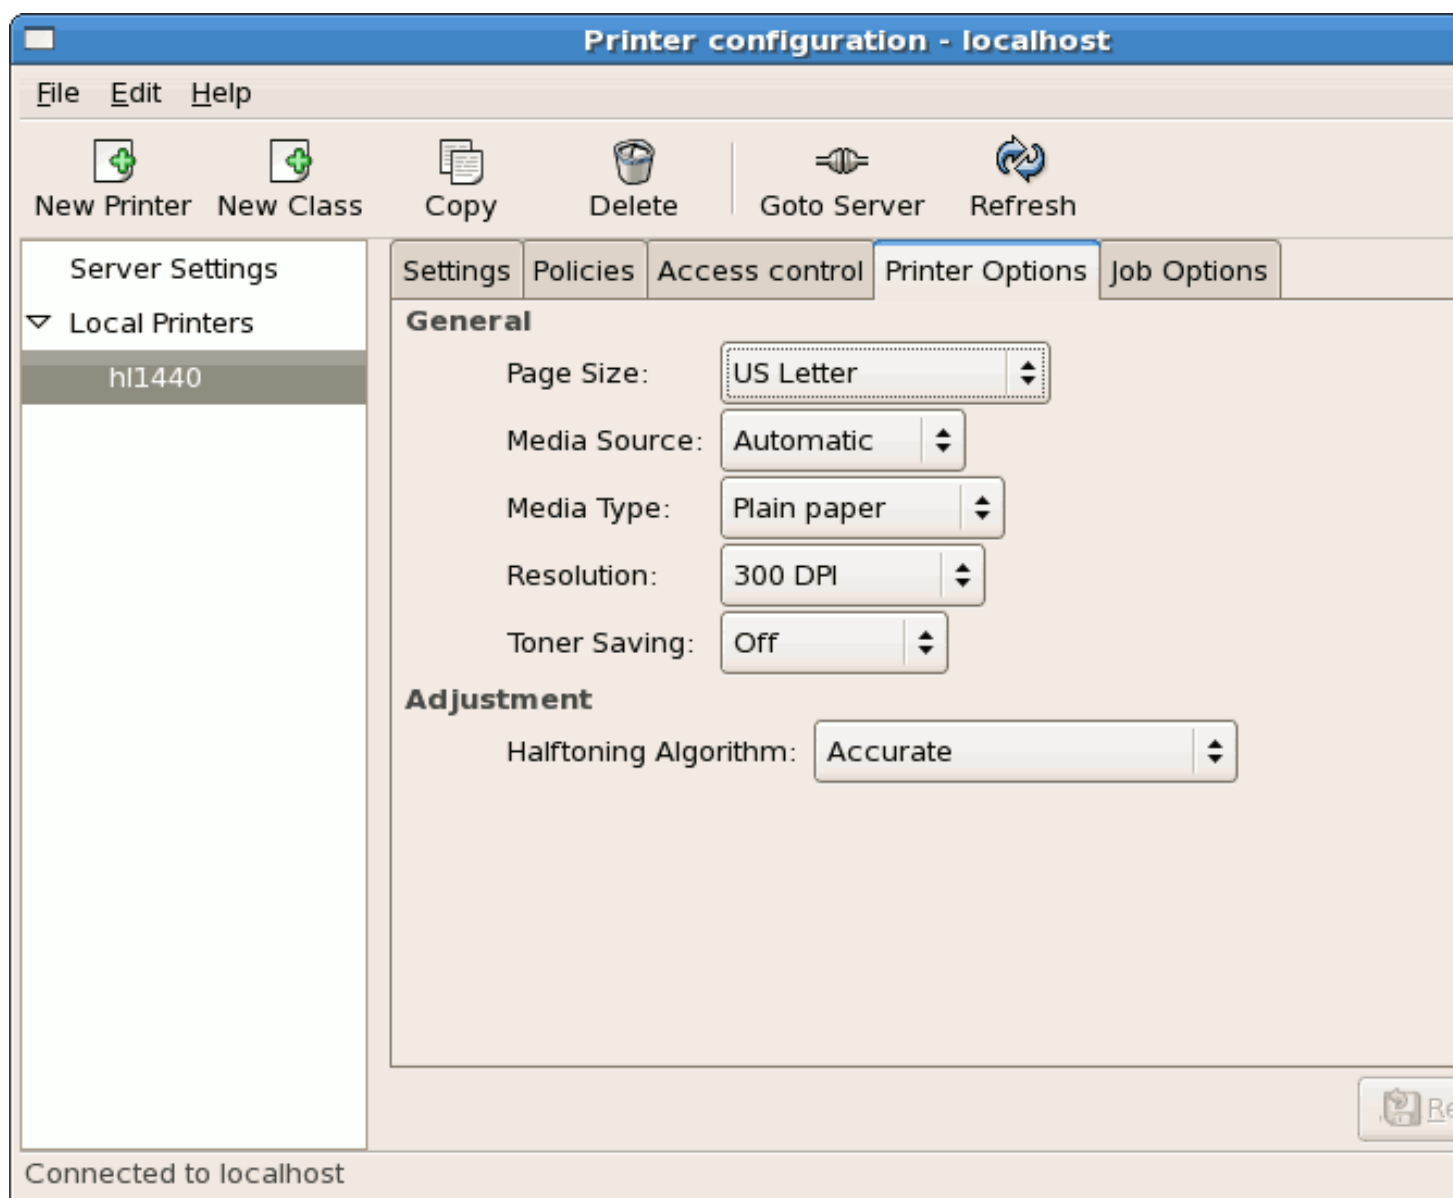 Printer configuration - localhost
File Edit Help
New Printer New Class Copy Delete Goto Server Refresh
Server Settings
Local Printers
hl1440
Settings Policies Access control Printer Options Job Options
General
Page Size: US Letter
Media Source: Automatic
Media Type: Plain paper
Resolution: 300 DPI
Toner Saving: Off
Adjustment
Halftoning Algorithm: Accurate
Connected to localhost